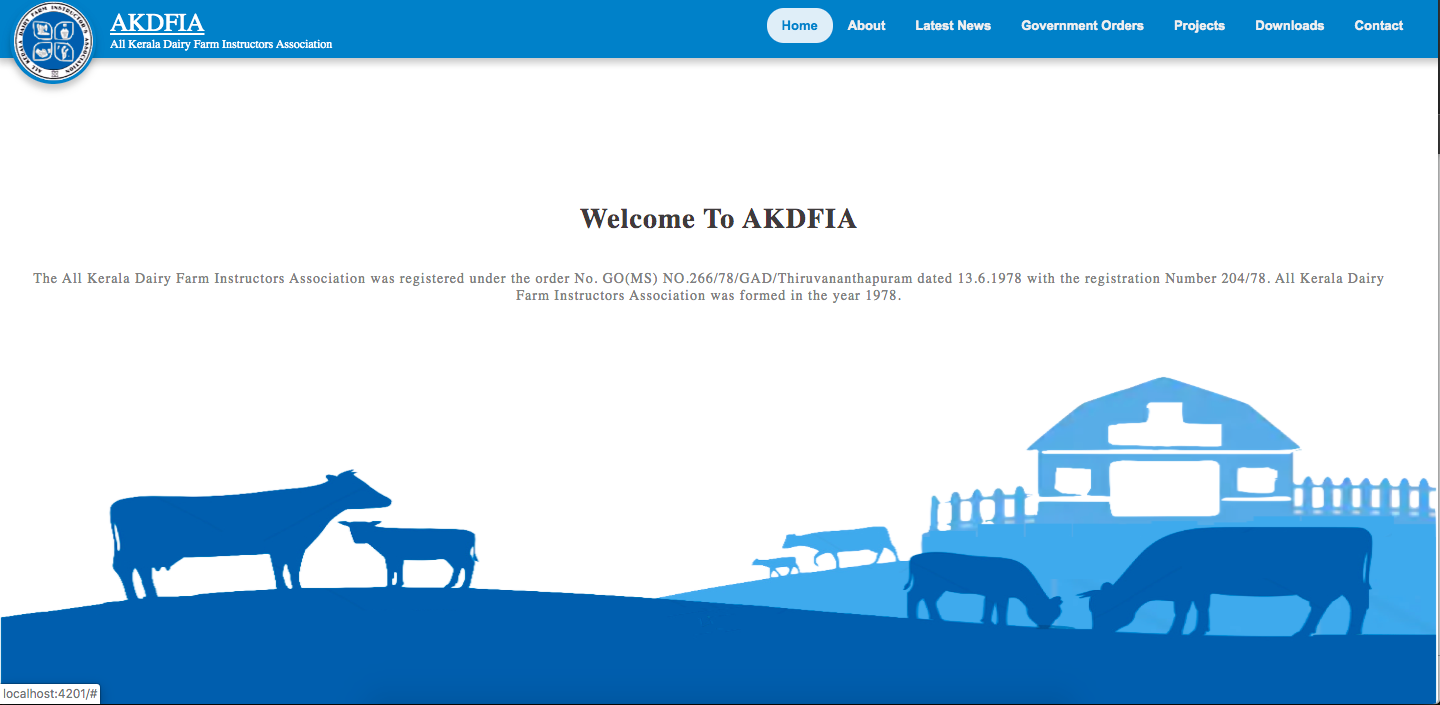 ALL KERALA DAIRY FARM INSTRUCTORS ASSOCIATION
AKDFIA
All Kerala Dairy Farm Instructors Association
Home About Latest News Government Orders Projects Downloads Contact
Welcome To AKDFIA
The All Kerala Dairy Farm Instructors Association was registered under the order No. GO(MS) NO.266/78/GAD/Thiruvananthapuram dated 13.6.1978 with the registration Number 204/78. All Kerala Dairy
Farm Instructors Association was formed in the year 1978.
localhost:4201/#